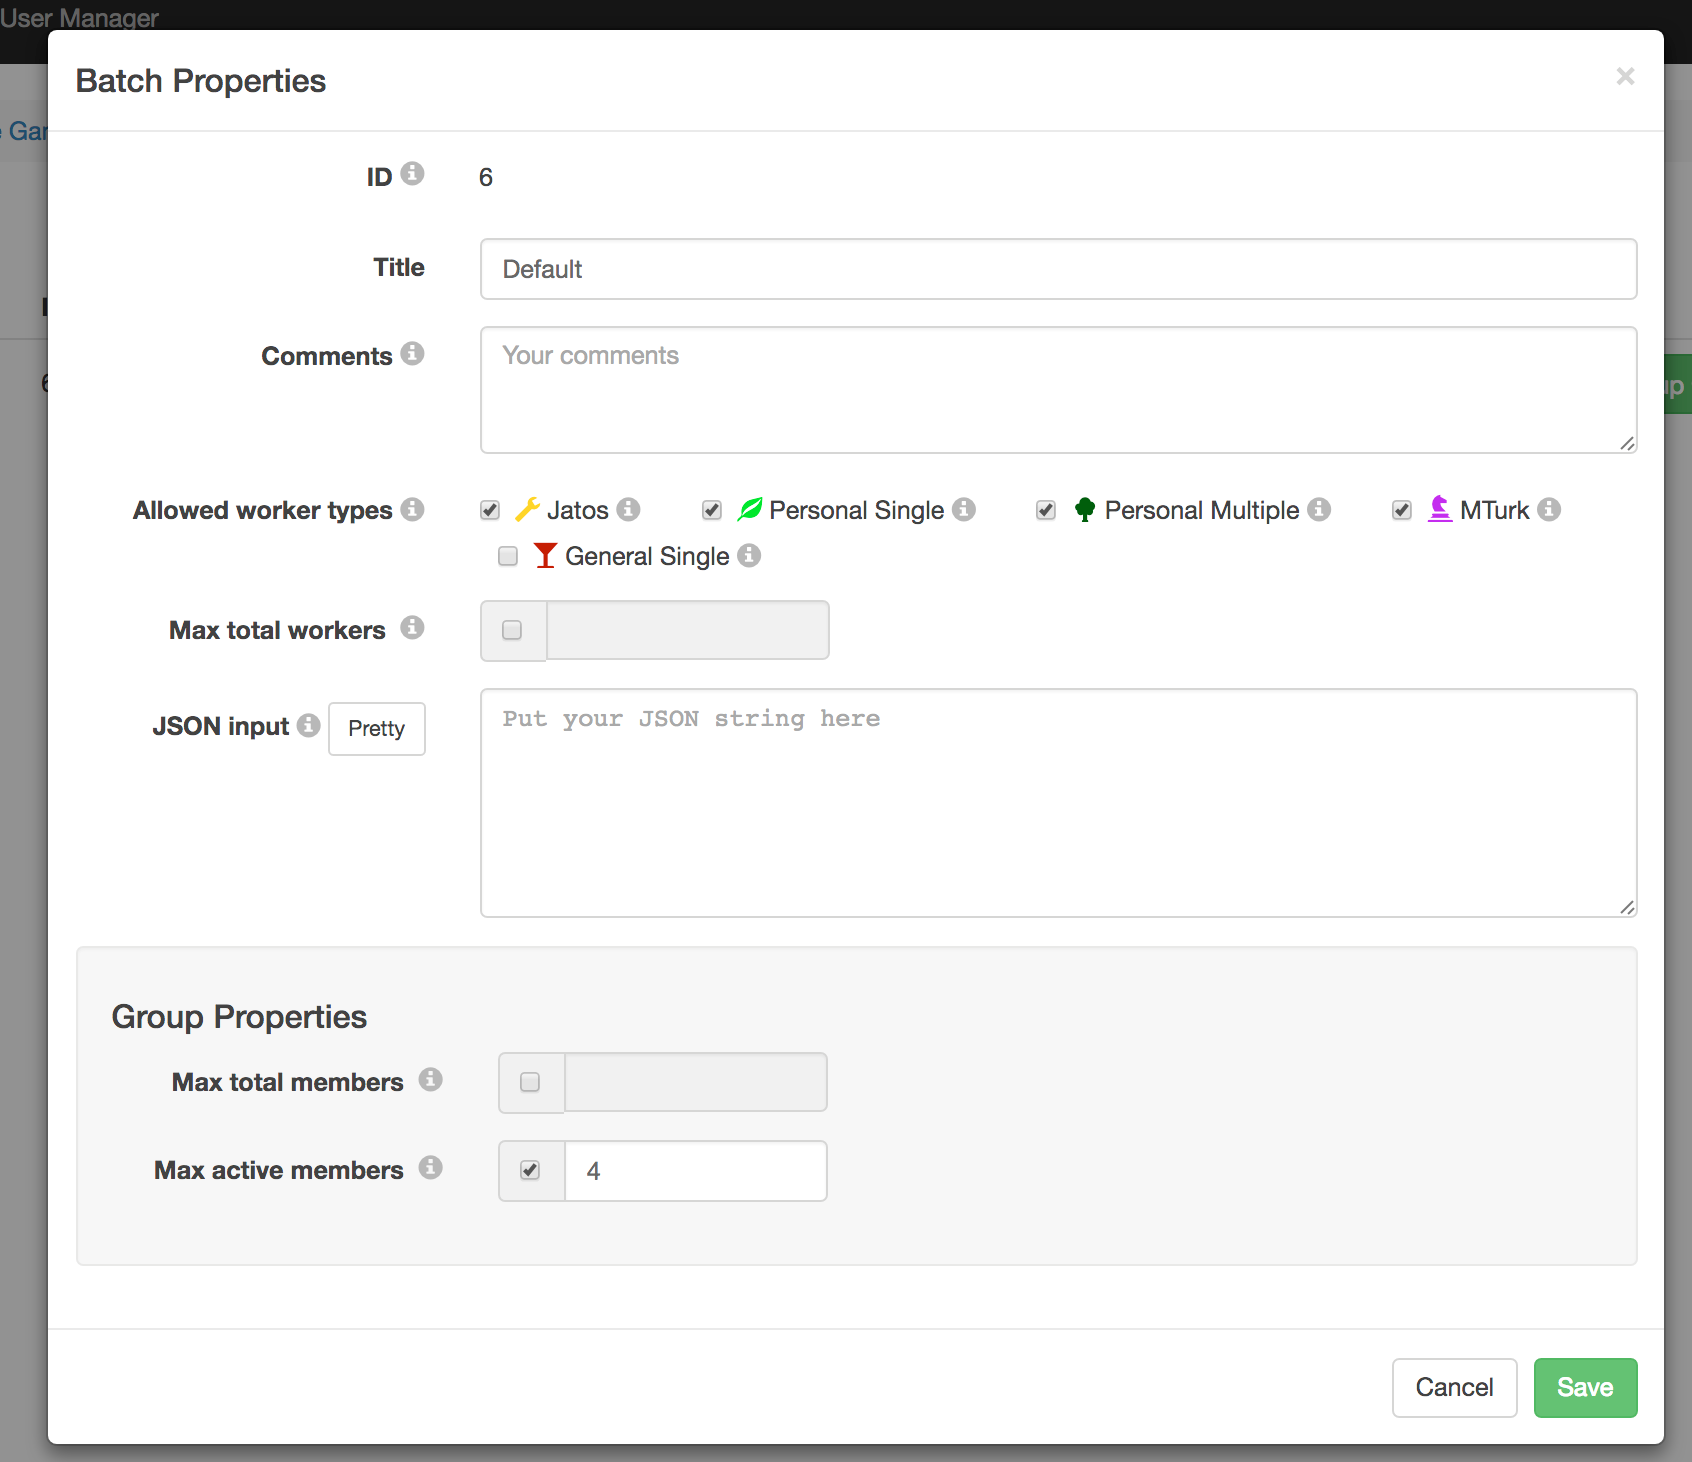 User Manager
Batch Properties
×
ID
6
Title
Default
Comments
Your comments
Allowed worker types
Jatos
Personal Single
Personal Multiple
MTurk
General Single
Max total workers
JSON input
Pretty
Put your JSON string here
Group Properties
Max total members
Max active members
4
Cancel
Save